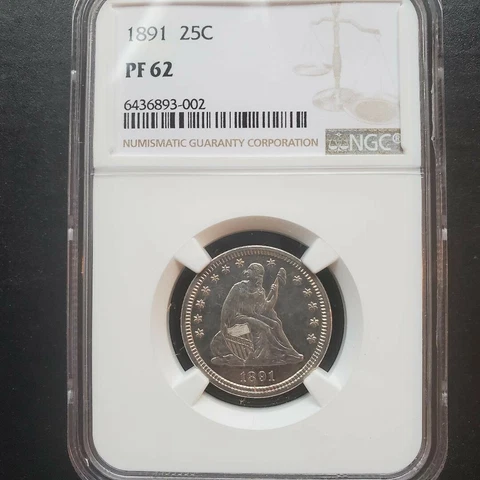 1891 25C
PF 62
6436893-002
NUMISMATIC GUARANTY CORPORATION
NGC®
1891